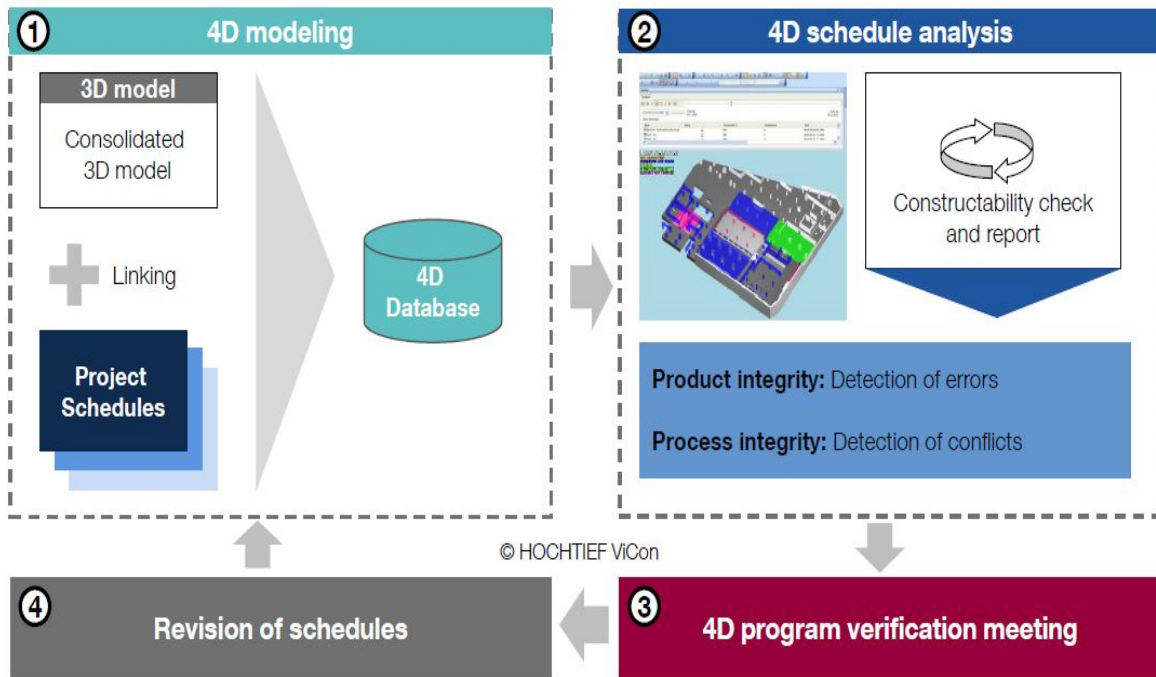 1
4D modeling
3D model
Consolidated
3D model
Linking
Project
Schedules
4D
Database
2
4D schedule analysis
Constructability check
and report
Product integrity: Detection of errors
Process integrity: Detection of conflicts
© HOCHTIEF ViCon
3
4D program verification meeting
4
Revision of schedules